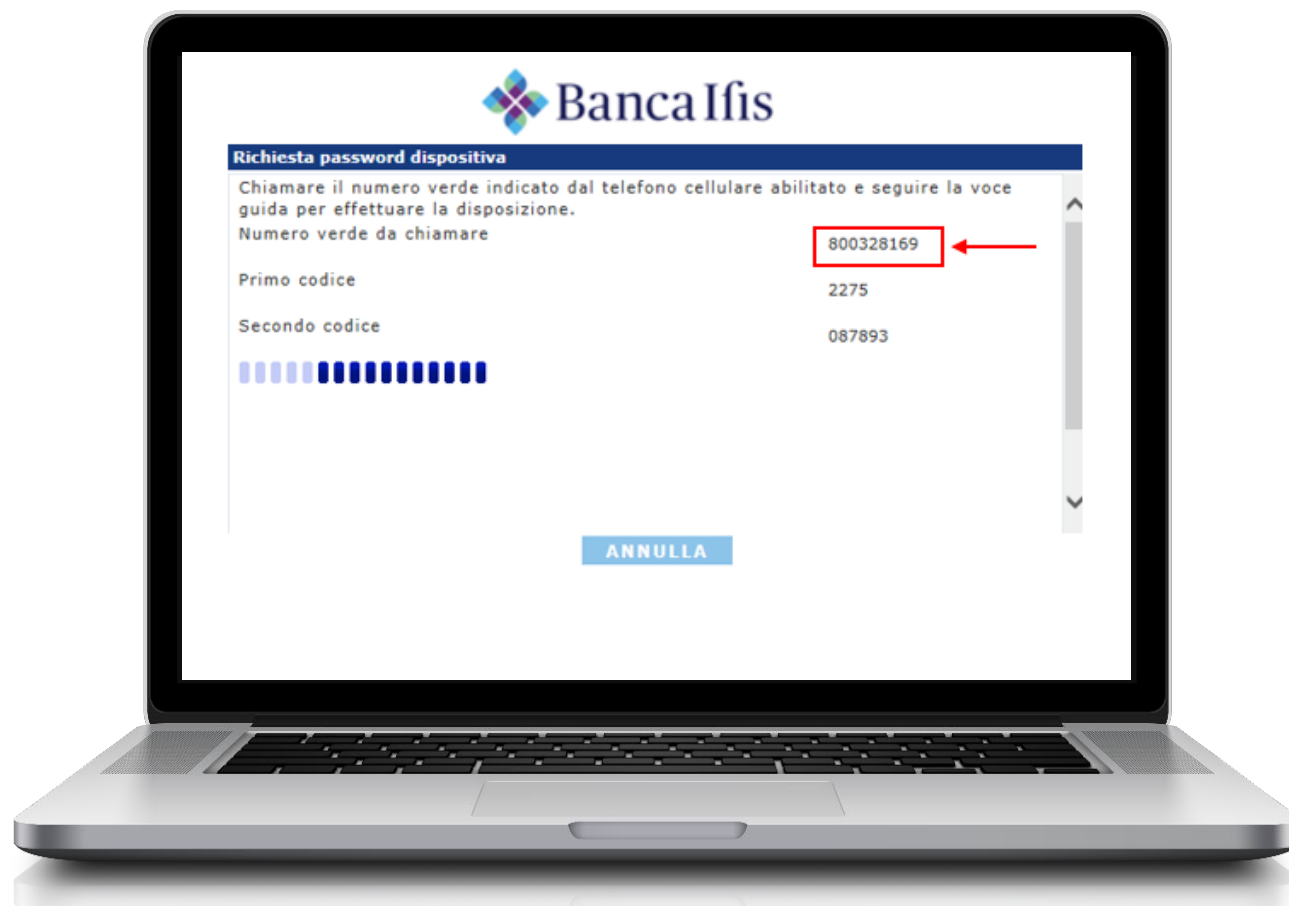 Banca Ifis
Richiesta password dispositiva
Chiamare il numero verde indicato dal telefono cellulare abilitato e seguire la voce
guida per effettuare la disposizione.
Numero verde da chiamare
800328169
Primo codice
2275
Secondo codice
087893
ANNULLA